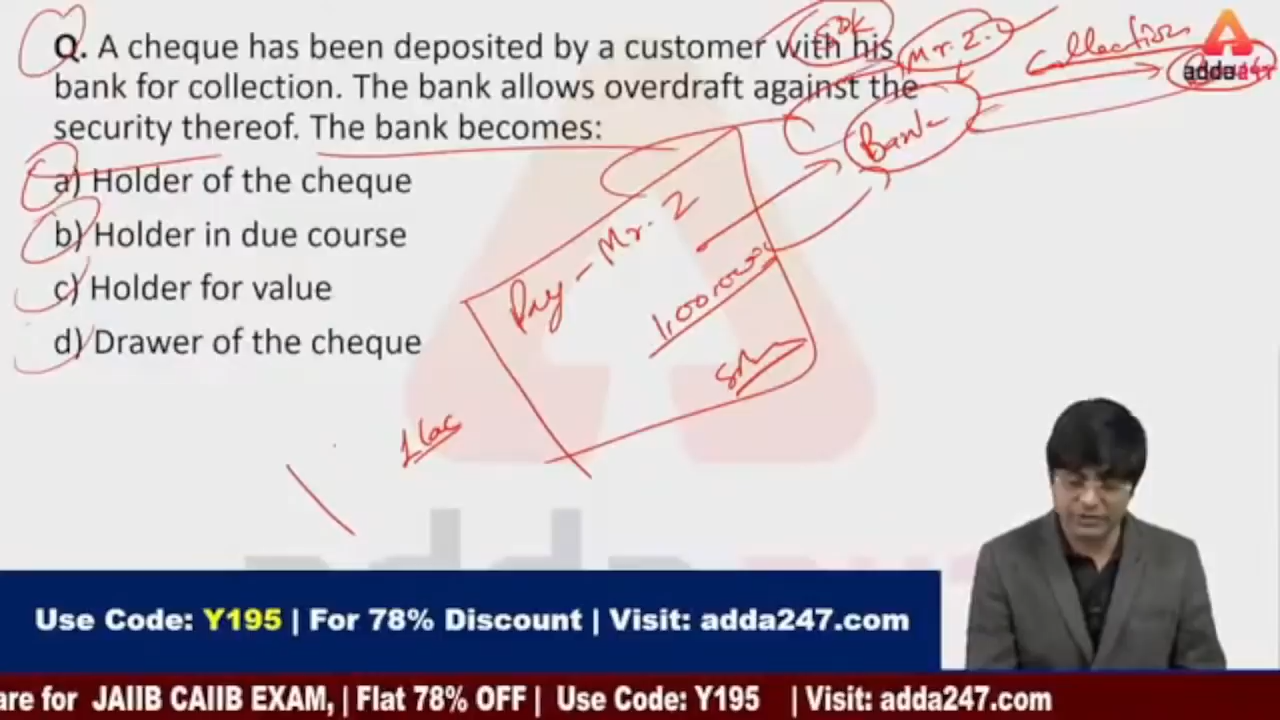 Q. A cheque has been deposited by a customer with his
bank for collection. The bank allows overdraft against the
security thereof. The bank becomes:
a) Holder of the cheque
b) Holder in due course
c) Holder for value
d) Drawer of the cheque
Mr. Z.
Collection
adda247
Bank
Pay - Mr. Z
1 lac
Use Code: Y195 | For 78% Discount | Visit: adda247.com
are for JAIIB CAIIB EXAM, | Flat 78% OFF | Use Code: Y195 | Visit: adda247.com